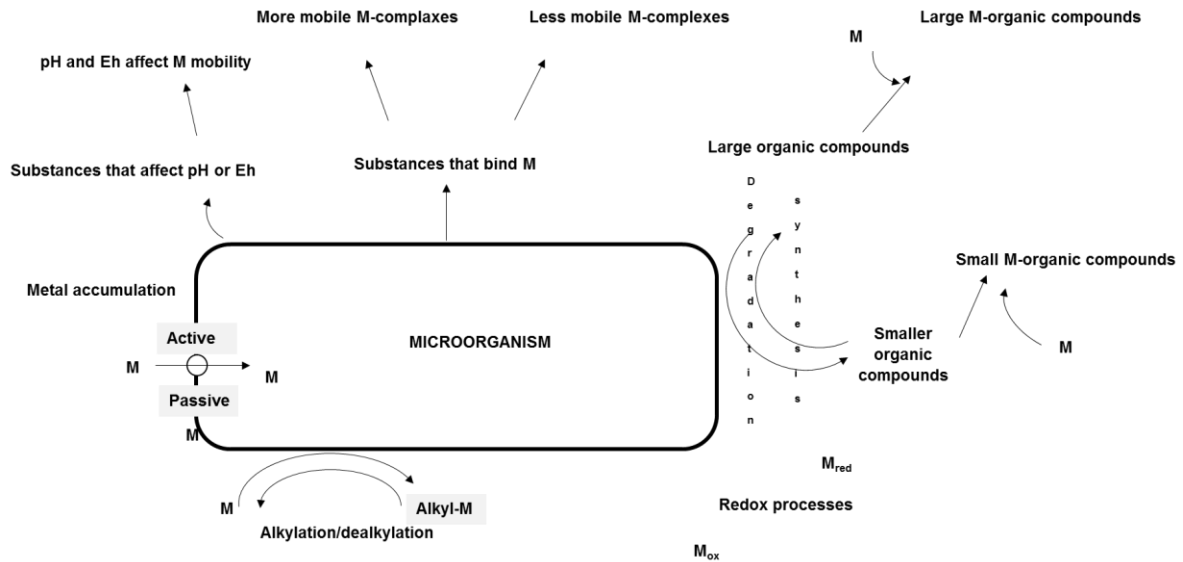 More mobile M-complaxes
Less mobile M-complexes
Large M-organic compounds
M
pH and Eh affect M mobility
Large organic compounds
Substances that affect pH or Eh
Substances that bind M
Degradation
synthesis
Small M-organic compounds
Metal accumulation
Active
MICROORGANISM
Smaller
organic
compounds
M
M
M
Passive
M
M
Alkyl-M
Alkylation/dealkylation
Mred
Redox processes
Mox